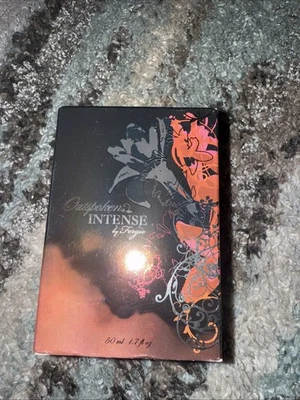 Outspoken
INTENSE
by Fergie
50 ml 1.7 fl oz